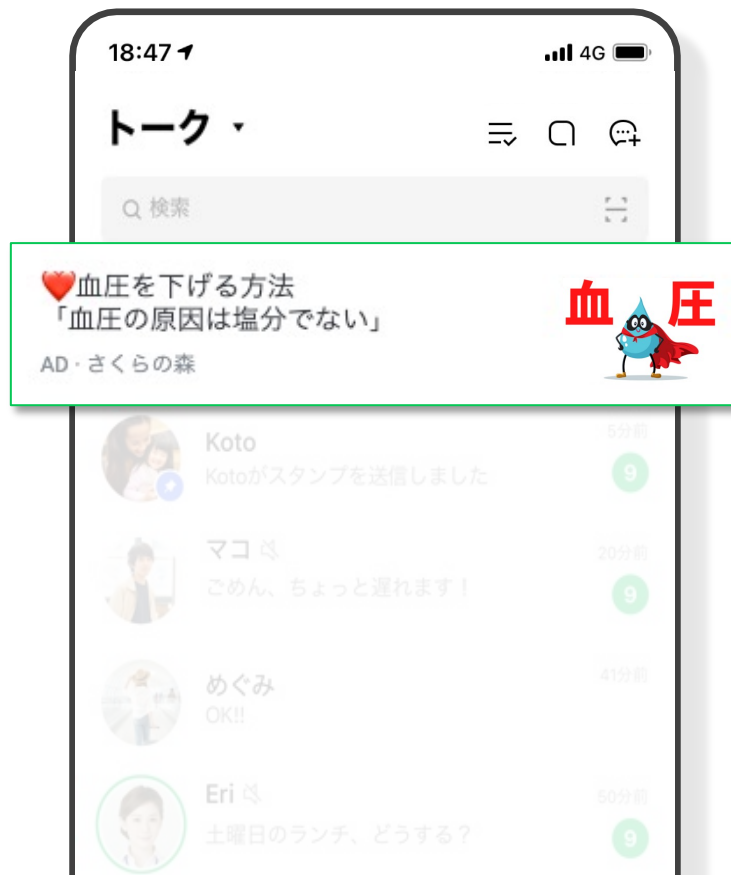 18:47
4G
トーク
検索
❤️血圧を下げる方法
「血圧の原因は塩分でない」
AD · さくらの森
血圧
Koto
5分前
Kotoがスタンプを送信しました
9
マコ
20分前
ごめん、ちょっと遅れます！
9
めぐみ
41分前
OK!!
Eri
50分前
土曜日のランチ、どうする？
9